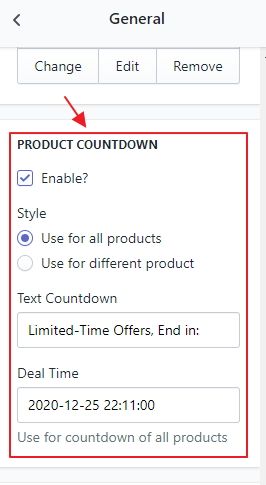 General
Change Edit Remove
PRODUCT COUNTDOWN
Enable?
Style
Use for all products
Use for different product
Text Countdown
Limited-Time Offers, End in:
Deal Time
2020-12-25 22:11:00
Use for countdown of all products